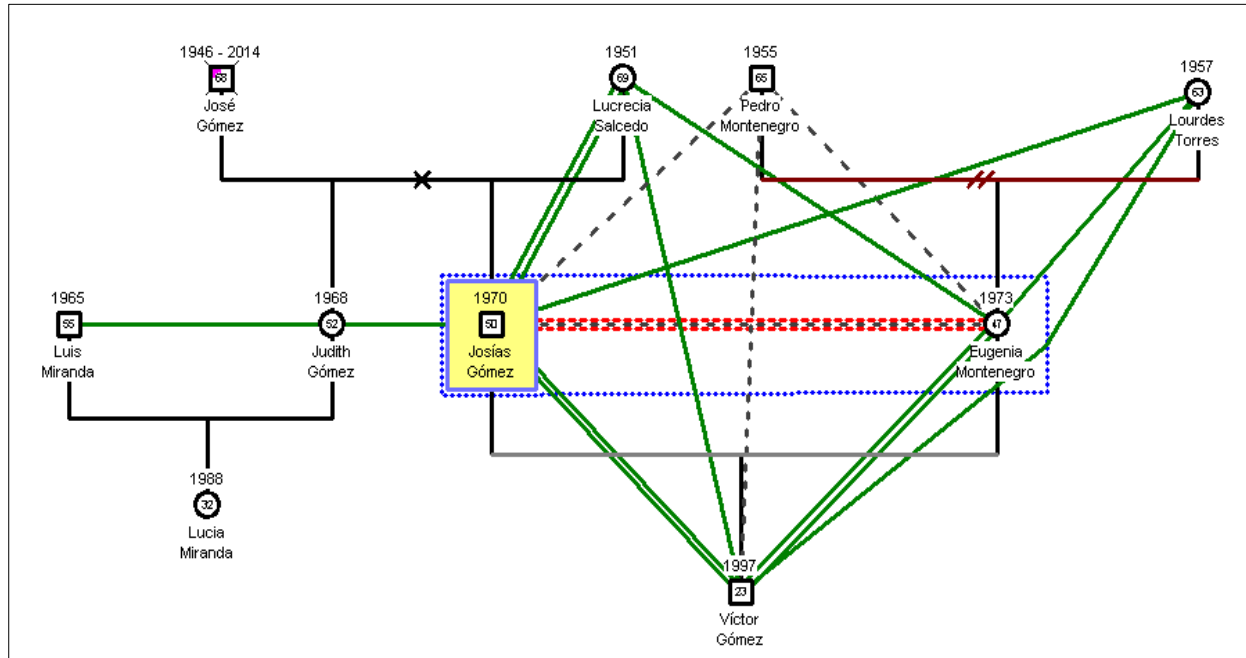 1946 - 2014
68
José
Gómez
1951
69
Lucrecia
Salcedo
1955
65
Pedro
Montenegro
1957
63
Lourdes
Torres
1965
55
Luis
Miranda
1968
52
Judith
Gómez
1970
50
Josías
Gómez
1973
47
Eugenia
Montenegro
1988
32
Lucia
Miranda
1997
23
Víctor
Gómez